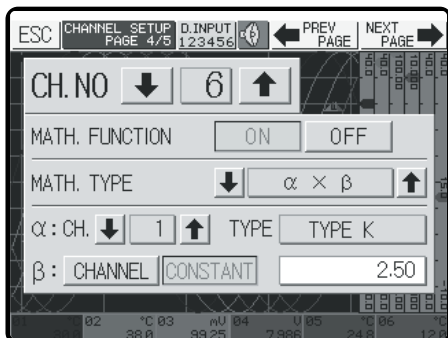 ESC CHANNEL SETUP D.INPUT PREV NEXT
PAGE 4/5 123456 PAGE PAGE
CH. NO 6
MATH. FUNCTION ON OFF
MATH. TYPE α × β
α : CH. 1 TYPE TYPE K
β : CHANNEL CONSTANT 2.50
01 °C 02 °C 03 mV 04 V 05 °C 06 °C
38.0 99.25 7.986 24.8 12.0